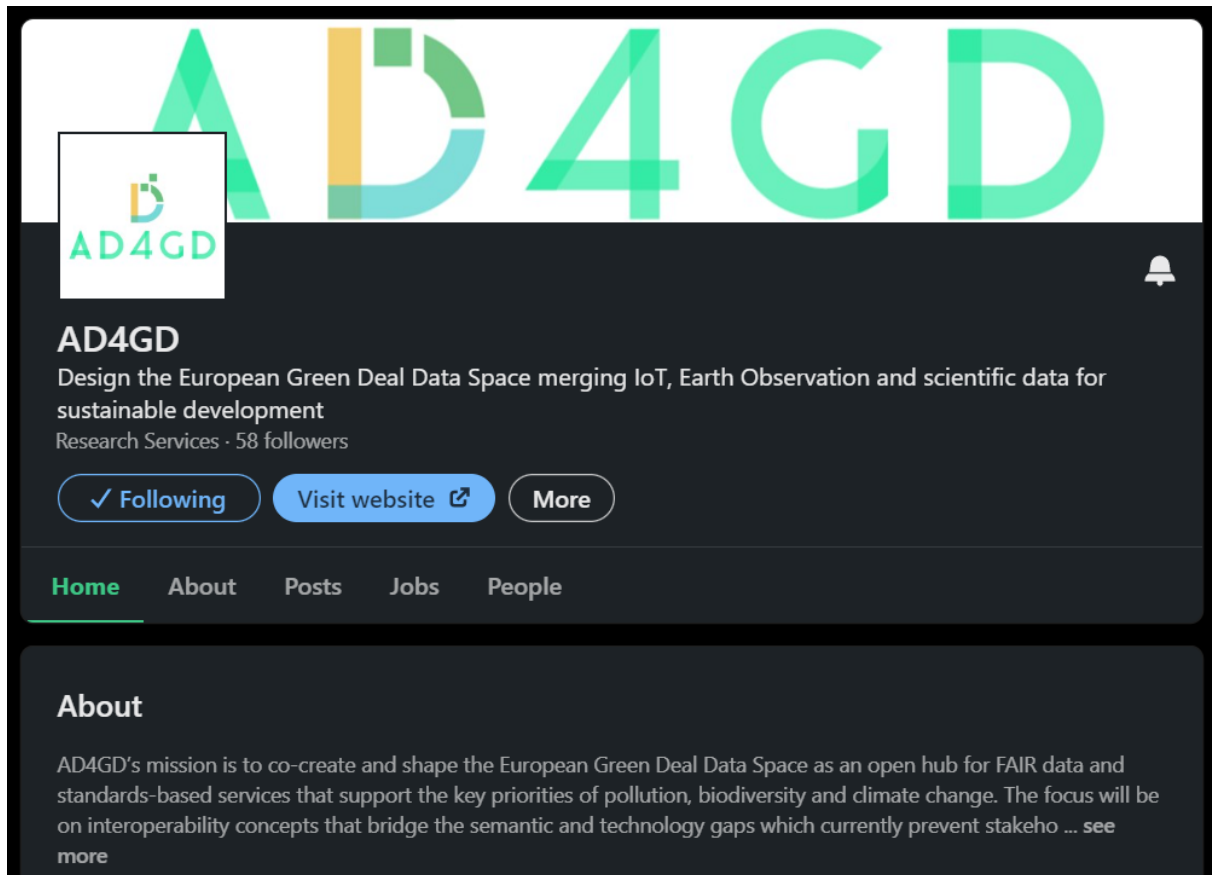 AD4GD
AD4GD
AD4GD
Design the European Green Deal Data Space merging IoT, Earth Observation and scientific data for
sustainable development
Research Services · 58 followers
✓ Following
Visit website
More
Home
About
Posts
Jobs
People
About
AD4GD’s mission is to co-create and shape the European Green Deal Data Space as an open hub for FAIR data and
standards-based services that support the key priorities of pollution, biodiversity and climate change. The focus will be
on interoperability concepts that bridge the semantic and technology gaps which currently prevent stakeho ... see
more